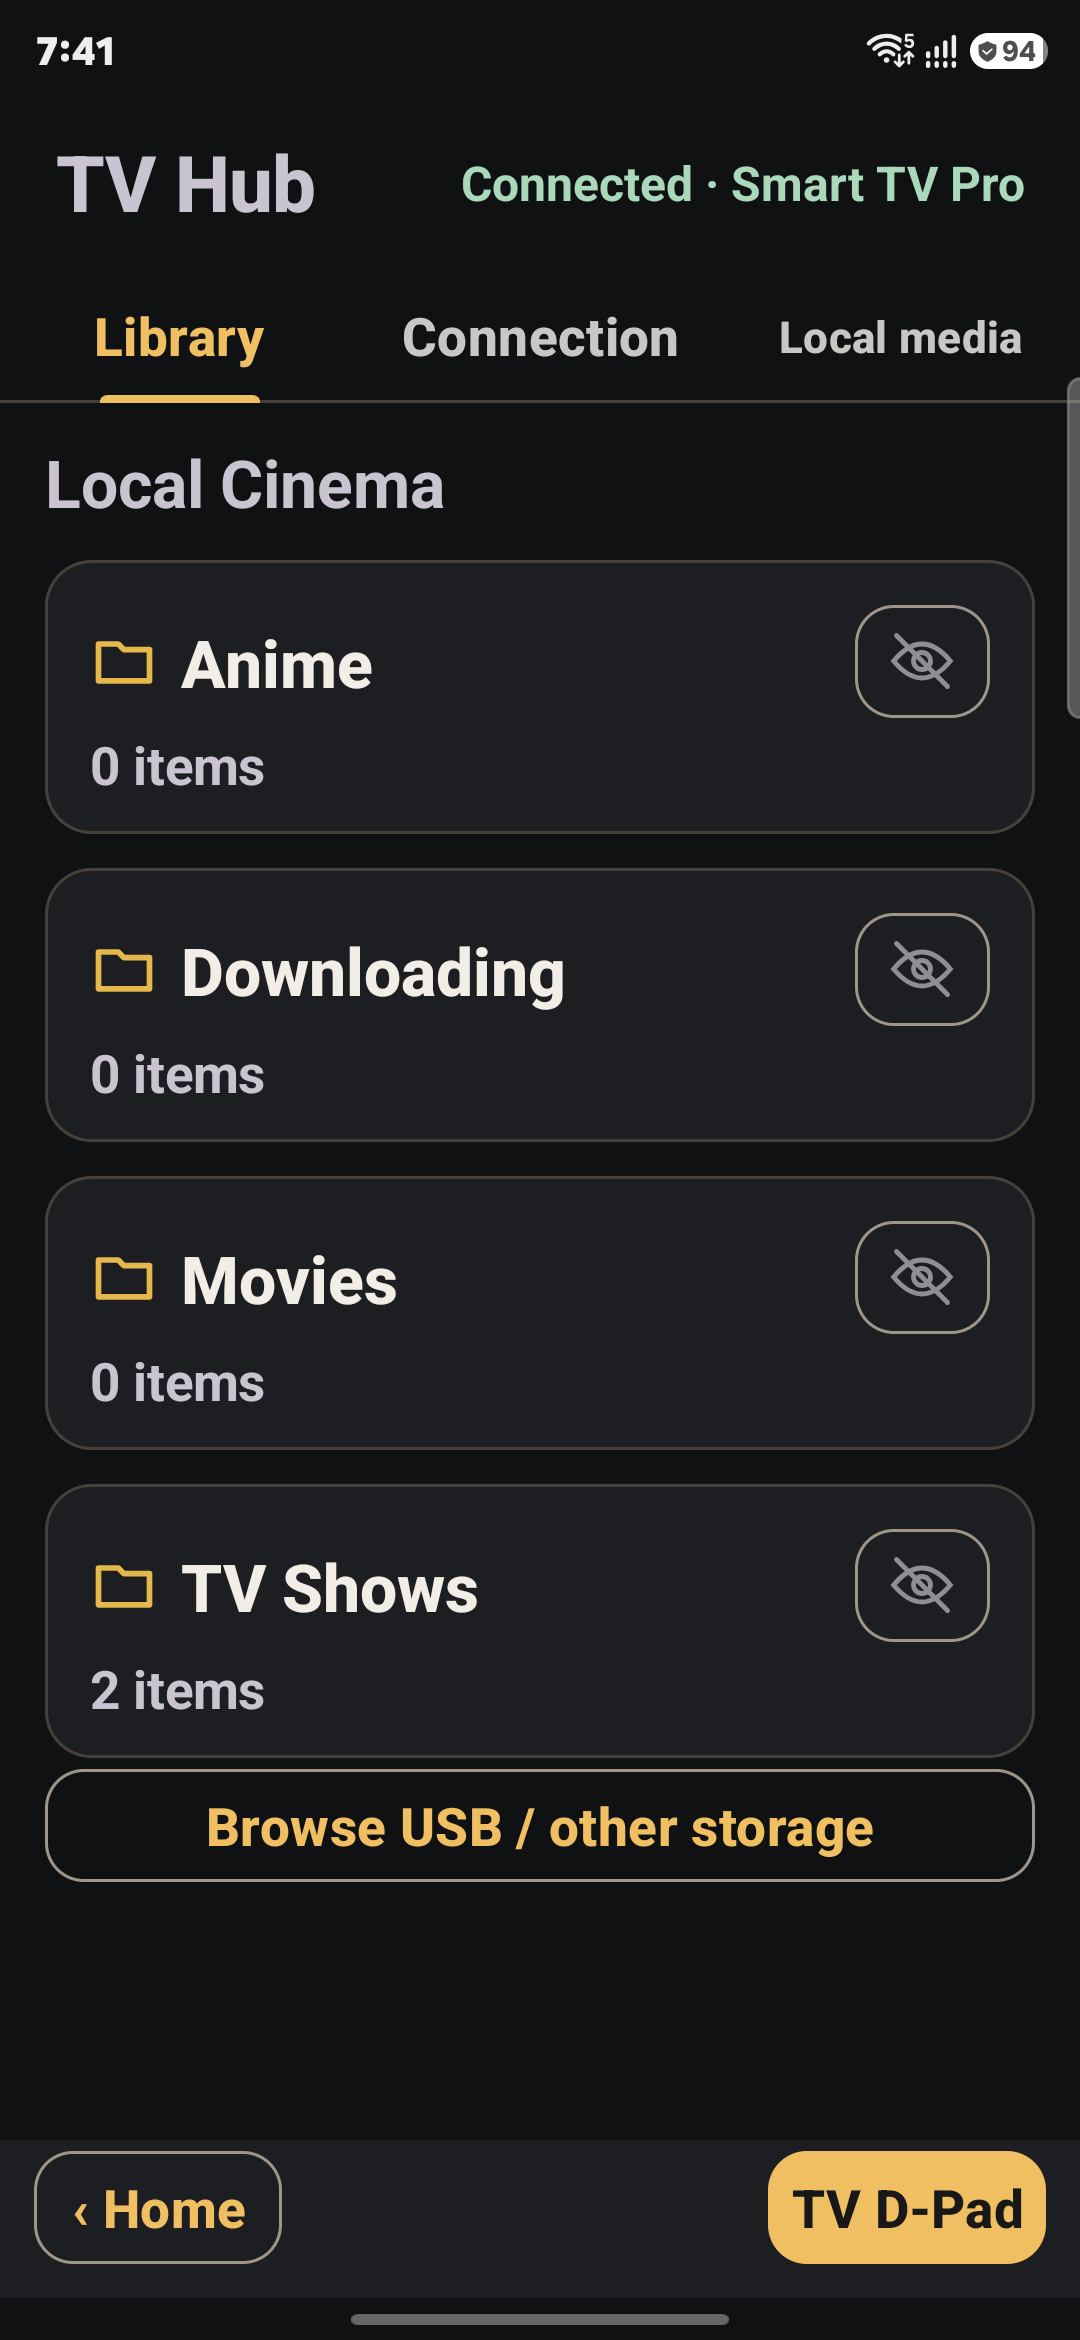 7:41
5
94
TV Hub
Connected · Smart TV Pro
Library
Connection
Local media
Local Cinema
Anime
0 items
Downloading
0 items
Movies
0 items
TV Shows
2 items
Browse USB / other storage
‹ Home
TV D-Pad